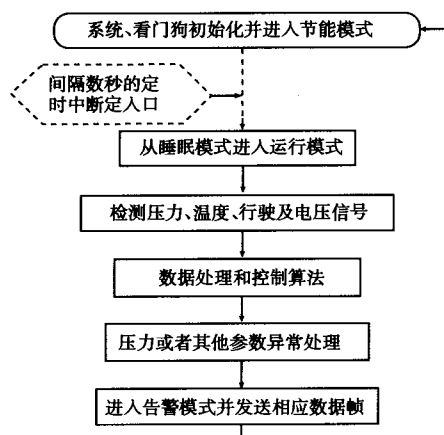 系统、看门狗初始化并进入节能模式
间隔数秒的定
时中断定入口
从睡眠模式进入运行模式
检测压力、温度、行驶及电压信号
数据处理和控制算法
压力或者其他参数异常处理
进入告警模式并发送相应数据帧